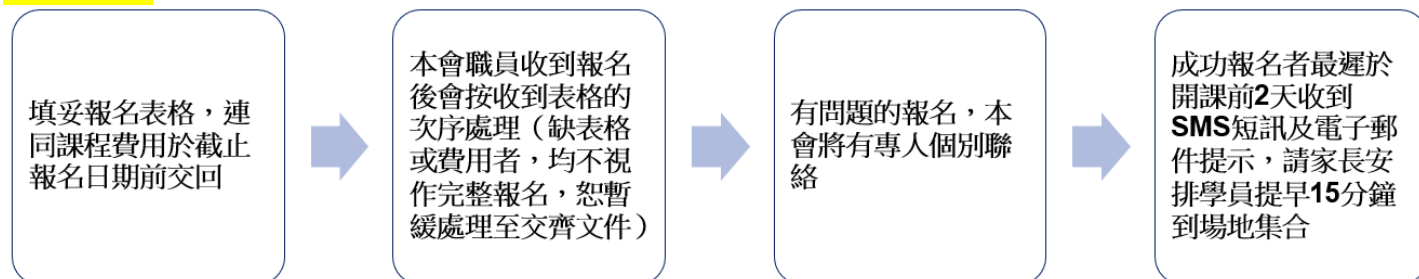 填妥報名表格，連
同課程費用於截止
報名日期前交回
本會職員收到報名
後會按收到表格的
次序處理（缺表格
或費用者，均不視
作完整報名，恕暫
緩處理至交齊文件）
有問題的報名，本
會將有專人個別聯
絡
成功報名者最遲於
開課前2天收到
SMS短訊及電子郵
件提示，請家長安
排學員提早15分鐘
到場地集合